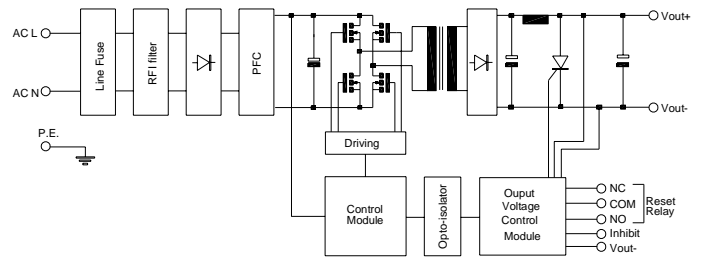 AC L
AC N
P.E.
Line Fuse
RFI filter
PFC
Driving
Control
Module
Opto-isolator
Ouput
Voltage
Control
Module
Vout+
Vout-
NC
COM
NO
Reset
Relay
Inhibit
Vout-